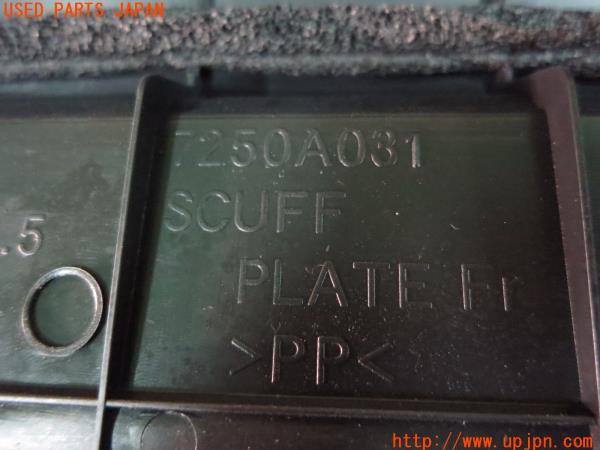 USED PARTS JAPAN
7250A031
SCUFF
.5
PLATE Fr
>PP<
http://www.upjpn.com